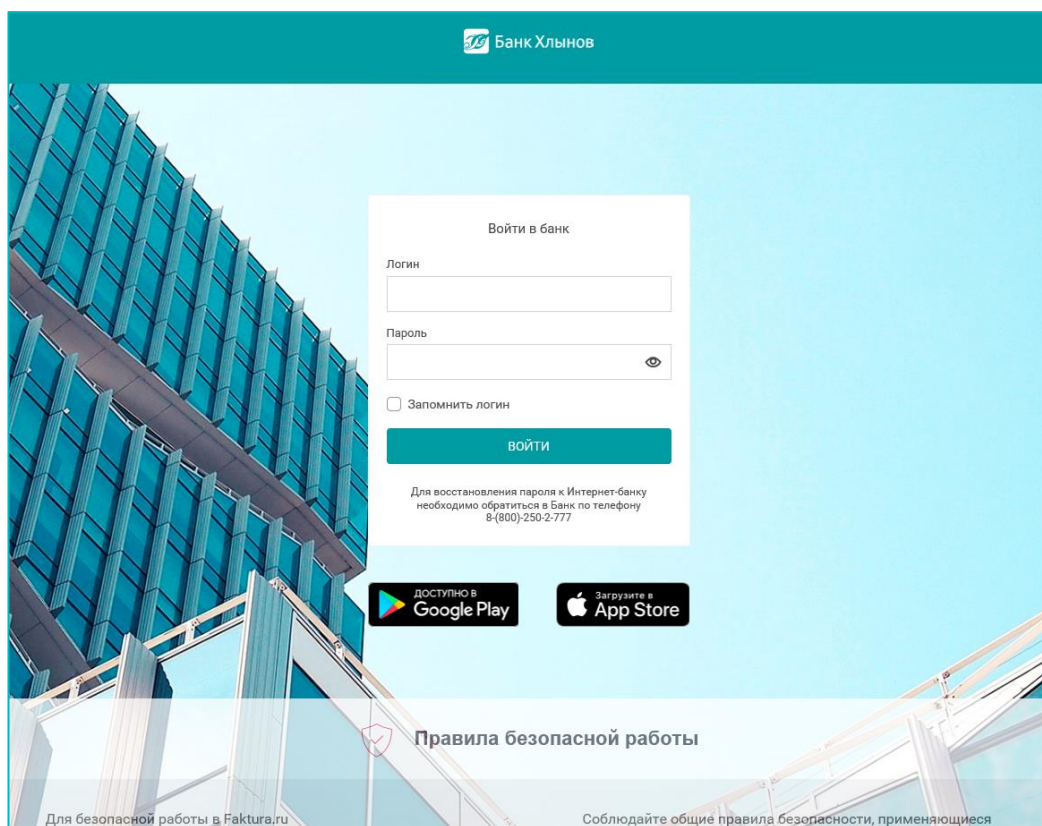 Банк Хлынов
Войти в банк
Логин
Пароль
Запомнить логин
ВОЙТИ
Для восстановления пароля к Интернет-банку
необходимо обратиться в Банк по телефону
8-(800)-250-2-777
ДОСТУПНО В
Google Play
Загрузите в
App Store
Правила безопасной работы
Для безопасной работы в Faktura.ru
Соблюдайте общие правила безопасности, применяющиеся